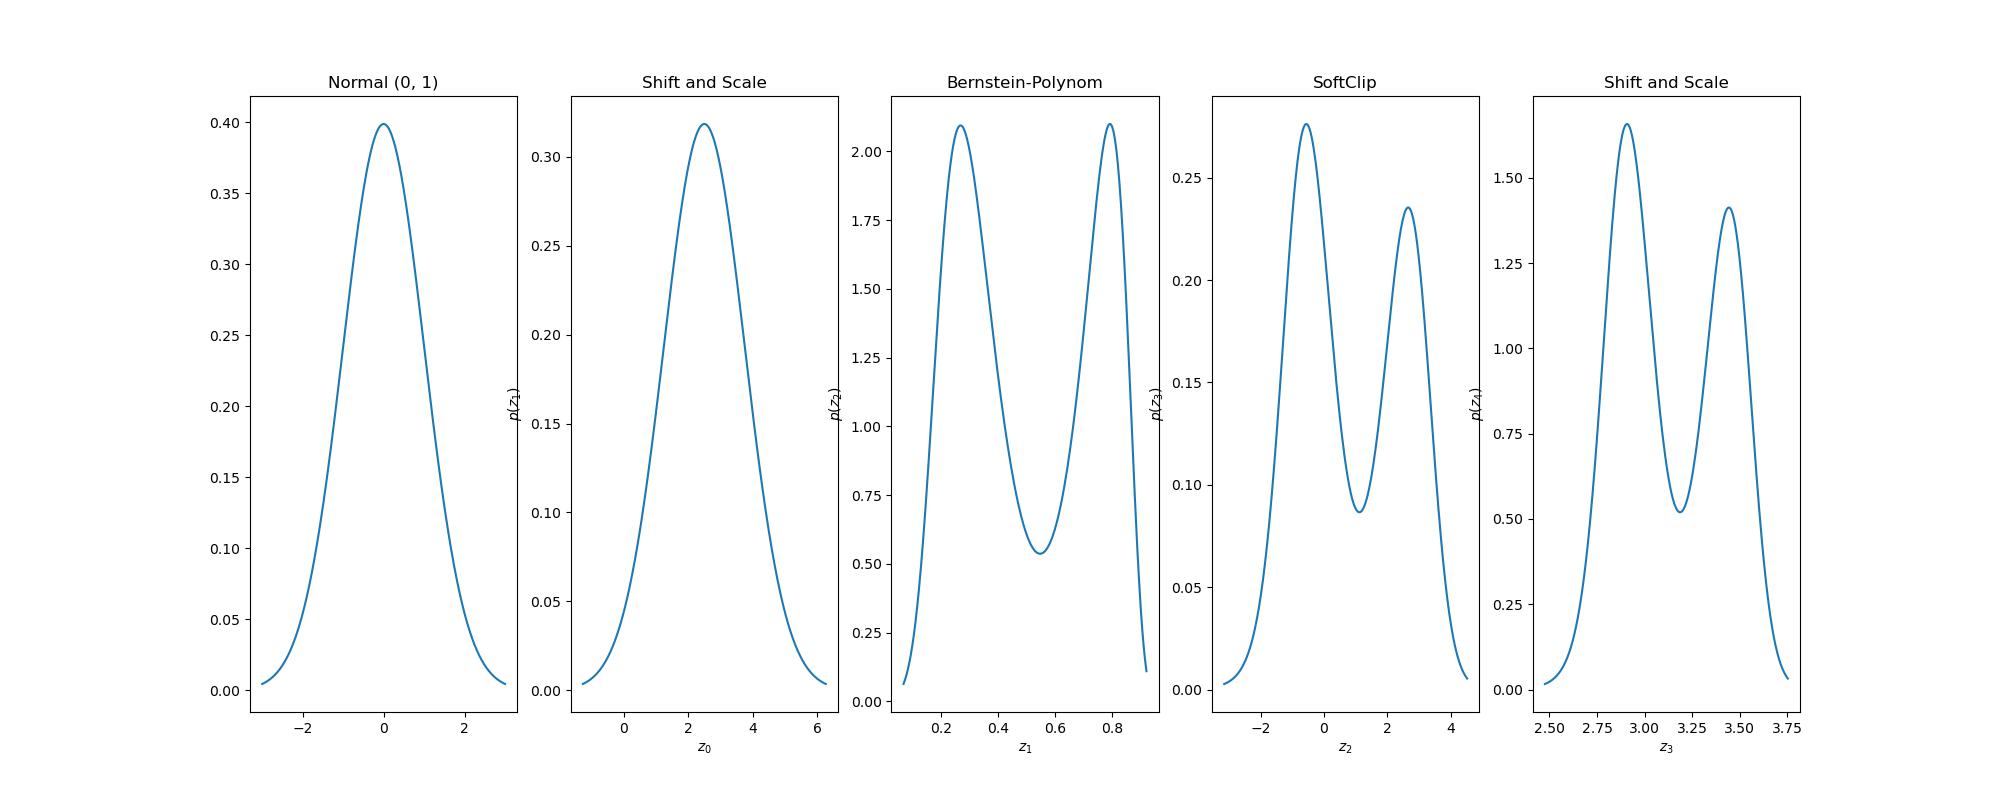 Normal (0, 1)
0.40
0.35
0.30
0.25
0.20
0.15
0.10
0.05
0.00
−2 0 2
Shift and Scale
p(z₁)
0.30
0.25
0.20
0.15
0.10
0.05
0.00
0 2 4 6
z₀
Bernstein-Polynom
p(z₂)
2.00
1.75
1.50
1.25
1.00
0.75
0.50
0.25
0.00
0.2 0.4 0.6 0.8
z₁
SoftClip
p(z₃)
0.25
0.20
0.15
0.10
0.05
0.00
−2 0 2 4
z₂
Shift and Scale
p(z₄)
1.50
1.25
1.00
0.75
0.50
0.25
0.00
2.50 2.75 3.00 3.25 3.50 3.75
z₃